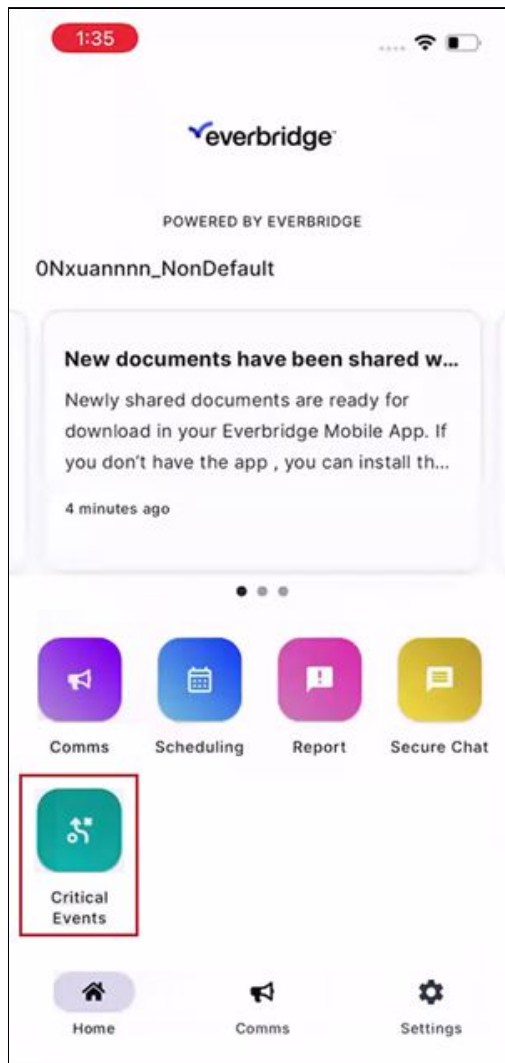 1:35
everbridge
POWERED BY EVERBRIDGE
0Nxuannnn_NonDefault
New documents have been shared w...
Newly shared documents are ready for
download in your Everbridge Mobile App. If
you don't have the app , you can install th...
4 minutes ago
Comms Scheduling Report Secure Chat
Critical
Events
Home Comms Settings